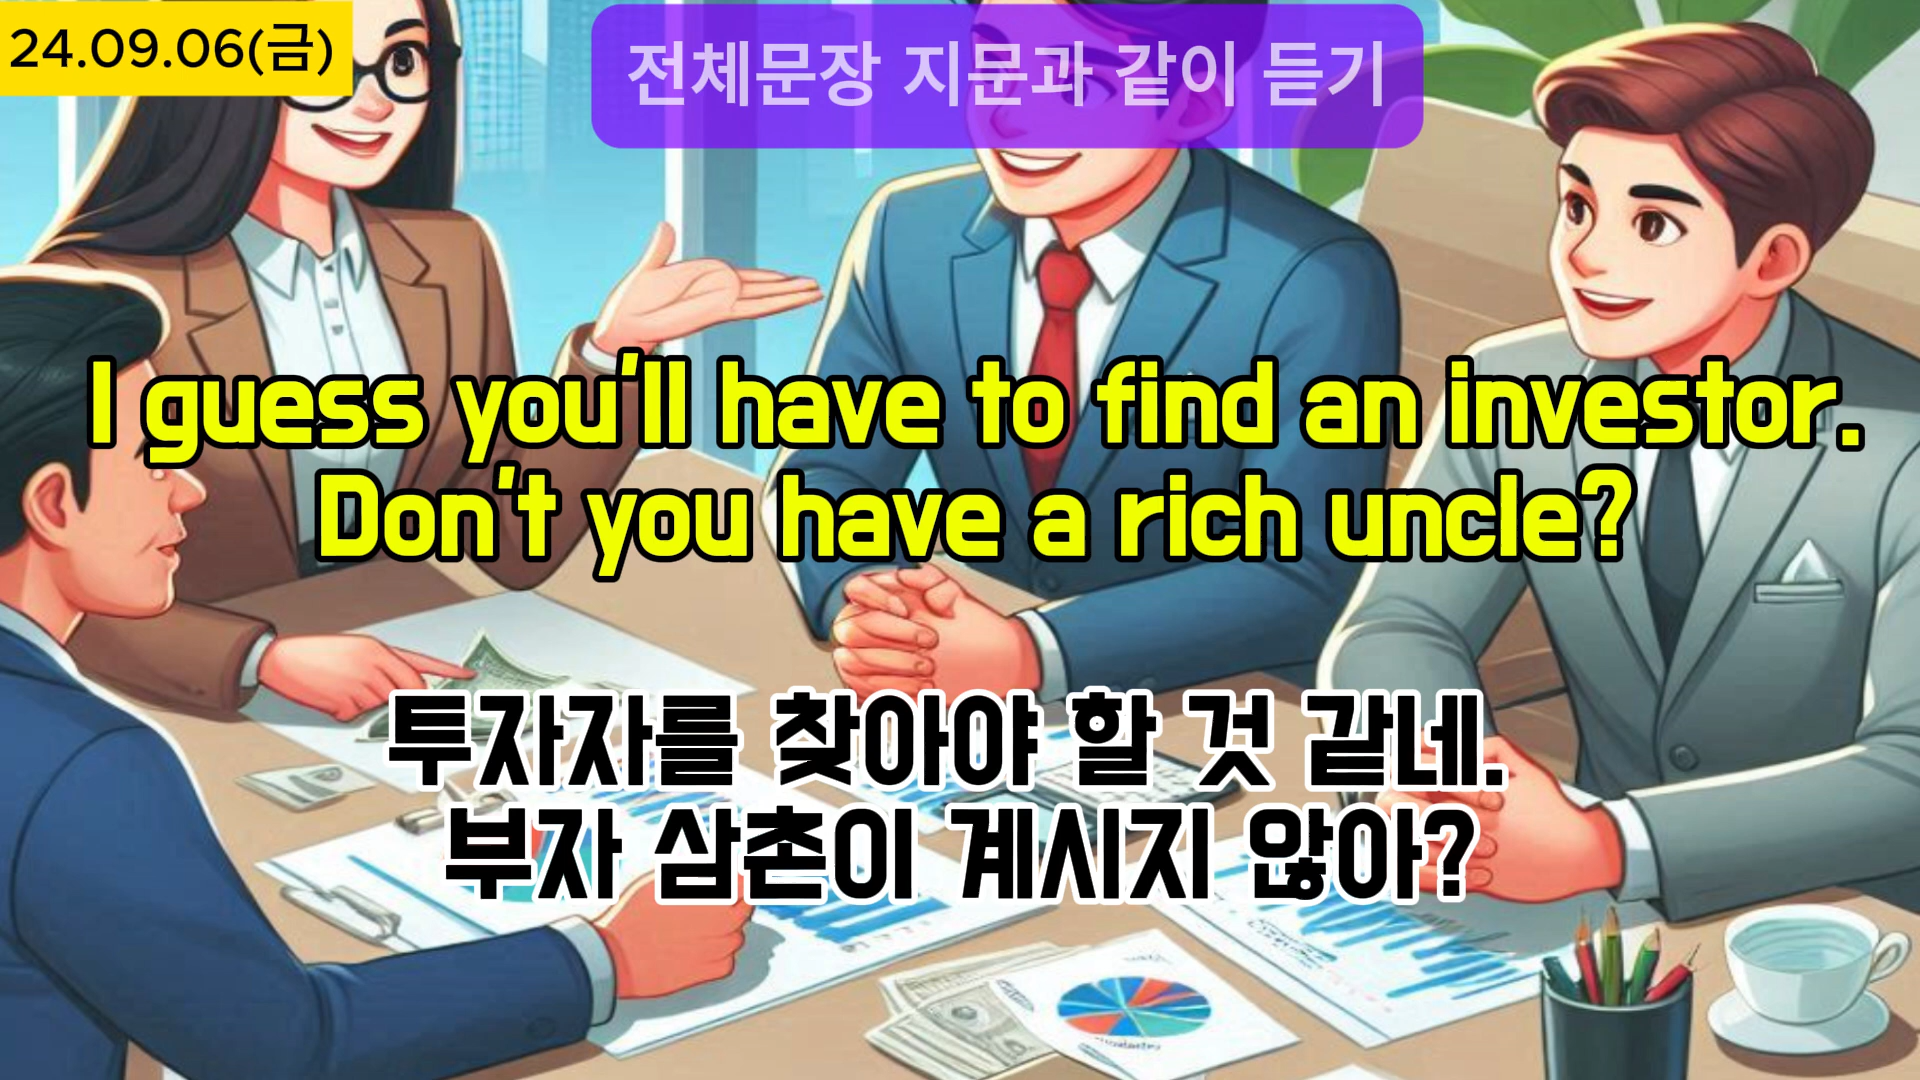 24.09.06(금)
전체문장 지문과 같이 듣기
I guess you'll have to find an investor.
Don't you have a rich uncle?
투자자를 찾아야 할 것 같네.
부자 삼촌이 계시지 않아?